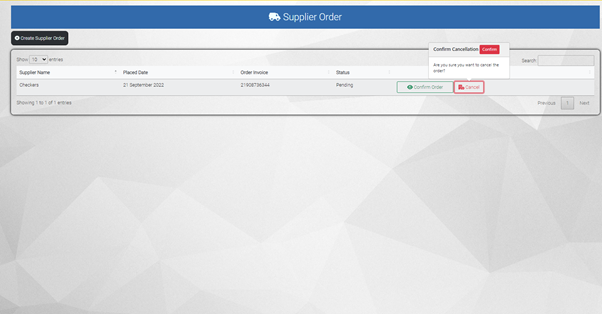 Supplier Order
Create Supplier Order
Confirm Cancellation Confirm
Are you sure you want to cancel the
order?
Show 10 entries
Search
Supplier Name Placed Date Order Invoice Status
Checkers 21 September 2022 21908736344 Pending Confirm Order Cancel
Showing 1 to 1 of 1 entries
Previous 1 Next